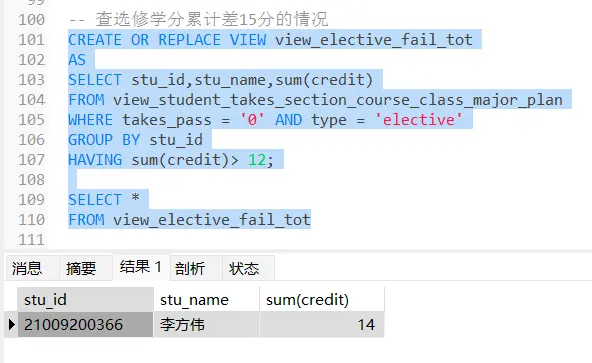 100 -- 查选修学分累计差15分的情况
101 CREATE OR REPLACE VIEW view_elective_fail_tot
102 AS
103 SELECT stu_id,stu_name,sum(credit)
104 FROM view_student_takes_section_course_class_major_plan
105 WHERE takes_pass = '0' AND type = 'elective'
106 GROUP BY stu_id
107 HAVING sum(credit)> 12;
108
109 SELECT *
110 FROM view_elective_fail_tot
111
消息 摘要 结果 1 剖析 状态
stu_id stu_name sum(credit)
21009200366 李方伟 14